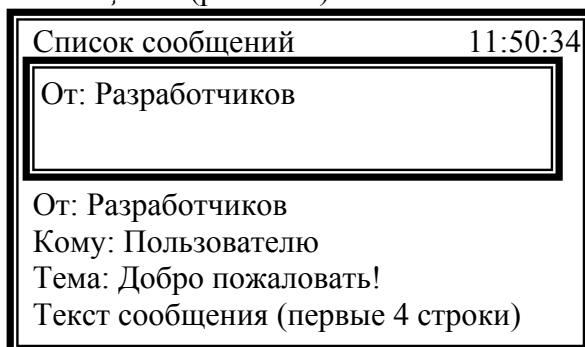 Список сообщений 11:50:34
От: Разработчиков
От: Разработчиков
Кому: Пользователю
Тема: Добро пожаловать!
Текст сообщения (первые 4 строки)